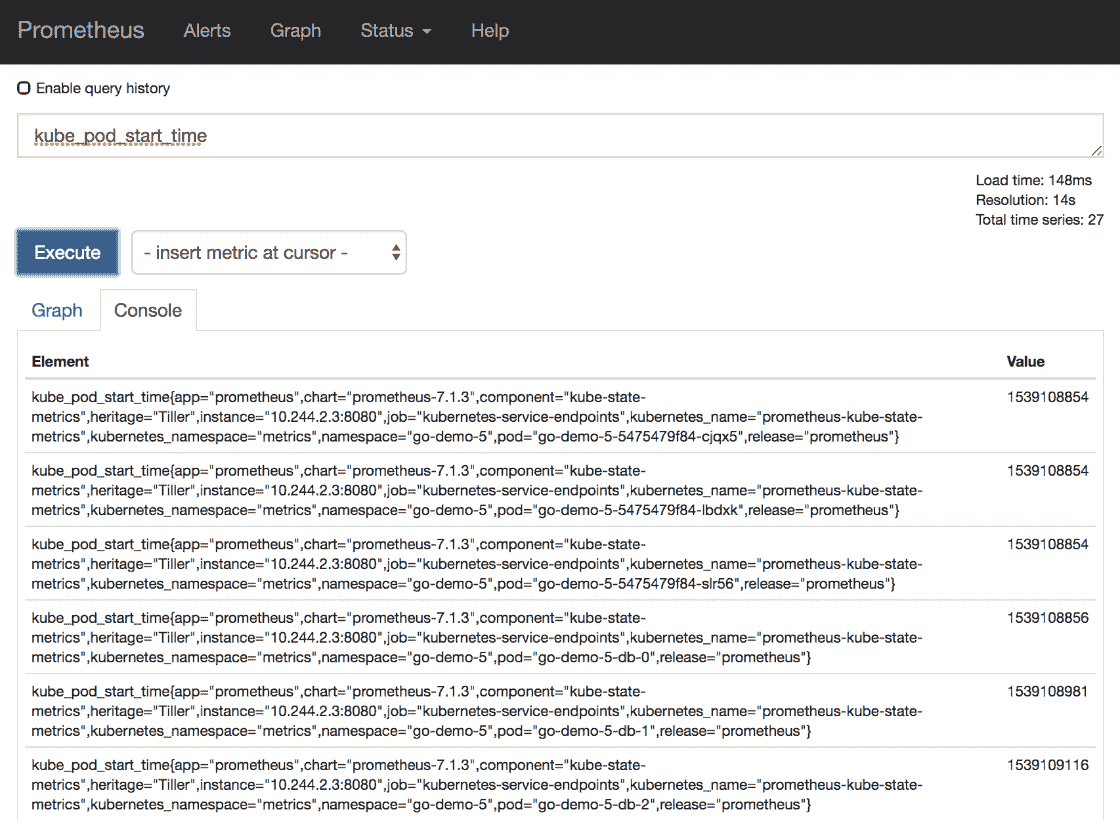 Prometheus Alerts Graph Status Help
Enable query history
kube_pod_start_time
Load time: 148ms
Resolution: 14s
Total time series: 27
Execute - insert metric at cursor -
Graph Console
Element Value
kube_pod_start_time{app="prometheus",chart="prometheus-7.1.3",component="kube-state- 1539108854
metrics",heritage="Tiller",instance="10.244.2.3:8080",job="kubernetes-service-endpoints",kubernetes_name="prometheus-kube-state-
metrics",kubernetes_namespace="metrics",namespace="go-demo-5",pod="go-demo-5-5475479f84-cjqx5",release="prometheus"}
kube_pod_start_time{app="prometheus",chart="prometheus-7.1.3",component="kube-state- 1539108854
metrics",heritage="Tiller",instance="10.244.2.3:8080",job="kubernetes-service-endpoints",kubernetes_name="prometheus-kube-state-
metrics",kubernetes_namespace="metrics",namespace="go-demo-5",pod="go-demo-5-5475479f84-lbdxk",release="prometheus"}
kube_pod_start_time{app="prometheus",chart="prometheus-7.1.3",component="kube-state- 1539108854
metrics",heritage="Tiller",instance="10.244.2.3:8080",job="kubernetes-service-endpoints",kubernetes_name="prometheus-kube-state-
metrics",kubernetes_namespace="metrics",namespace="go-demo-5",pod="go-demo-5-5475479f84-slr56",release="prometheus"}
kube_pod_start_time{app="prometheus",chart="prometheus-7.1.3",component="kube-state- 1539108856
metrics",heritage="Tiller",instance="10.244.2.3:8080",job="kubernetes-service-endpoints",kubernetes_name="prometheus-kube-state-
metrics",kubernetes_namespace="metrics",namespace="go-demo-5",pod="go-demo-5-db-0",release="prometheus"}
kube_pod_start_time{app="prometheus",chart="prometheus-7.1.3",component="kube-state- 1539108981
metrics",heritage="Tiller",instance="10.244.2.3:8080",job="kubernetes-service-endpoints",kubernetes_name="prometheus-kube-state-
metrics",kubernetes_namespace="metrics",namespace="go-demo-5",pod="go-demo-5-db-1",release="prometheus"}
kube_pod_start_time{app="prometheus",chart="prometheus-7.1.3",component="kube-state- 1539109116
metrics",heritage="Tiller",instance="10.244.2.3:8080",job="kubernetes-service-endpoints",kubernetes_name="prometheus-kube-state-
metrics",kubernetes_namespace="metrics",namespace="go-demo-5",pod="go-demo-5-db-2",release="prometheus"}